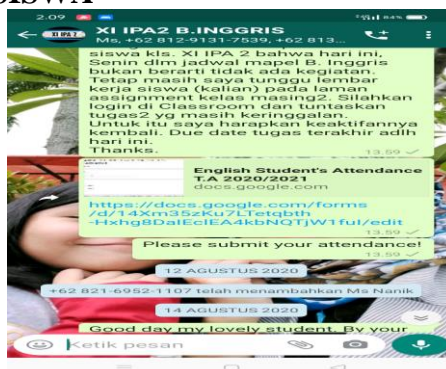 SISWA
2.09
84%
XI IPA 2
XI IPA2 B.INGGRIS
Ms, +62 812-9131-7539, +62 813...
siswa kls. XI IPA 2 bahwa hari ini,
Senin dlm jadwal mapel B. Inggris
bukan berarti tidak ada kegiatan.
Tetap masih saya tunggu lembar
kerja siswa (kalian) pada laman
assignment kelas masing2. Silahkan
login di Classroom dan tuntaskan
tugas2 yg masih keringgalan.
Untuk itu saya harapkan keaktifannya
kembali. Due date tugas terakhir adlh
hari ini.
Thanks.
13.59
English Student's Attendance
T.A 2020/2021
docs.google.com
https://docs.google.com/forms
/d/14Xm35zKu7LTetqbth
-Hxhg8DalEclEA4kbNQTjW1fuI/edit
13.59
Please submit your attendance!
13.59
12 AGUSTUS 2020
+62 821-6952-1107 telah menambahkan Ms Nanik
14 AGUSTUS 2020
Good day my lovely student. By your
Ketik pesan